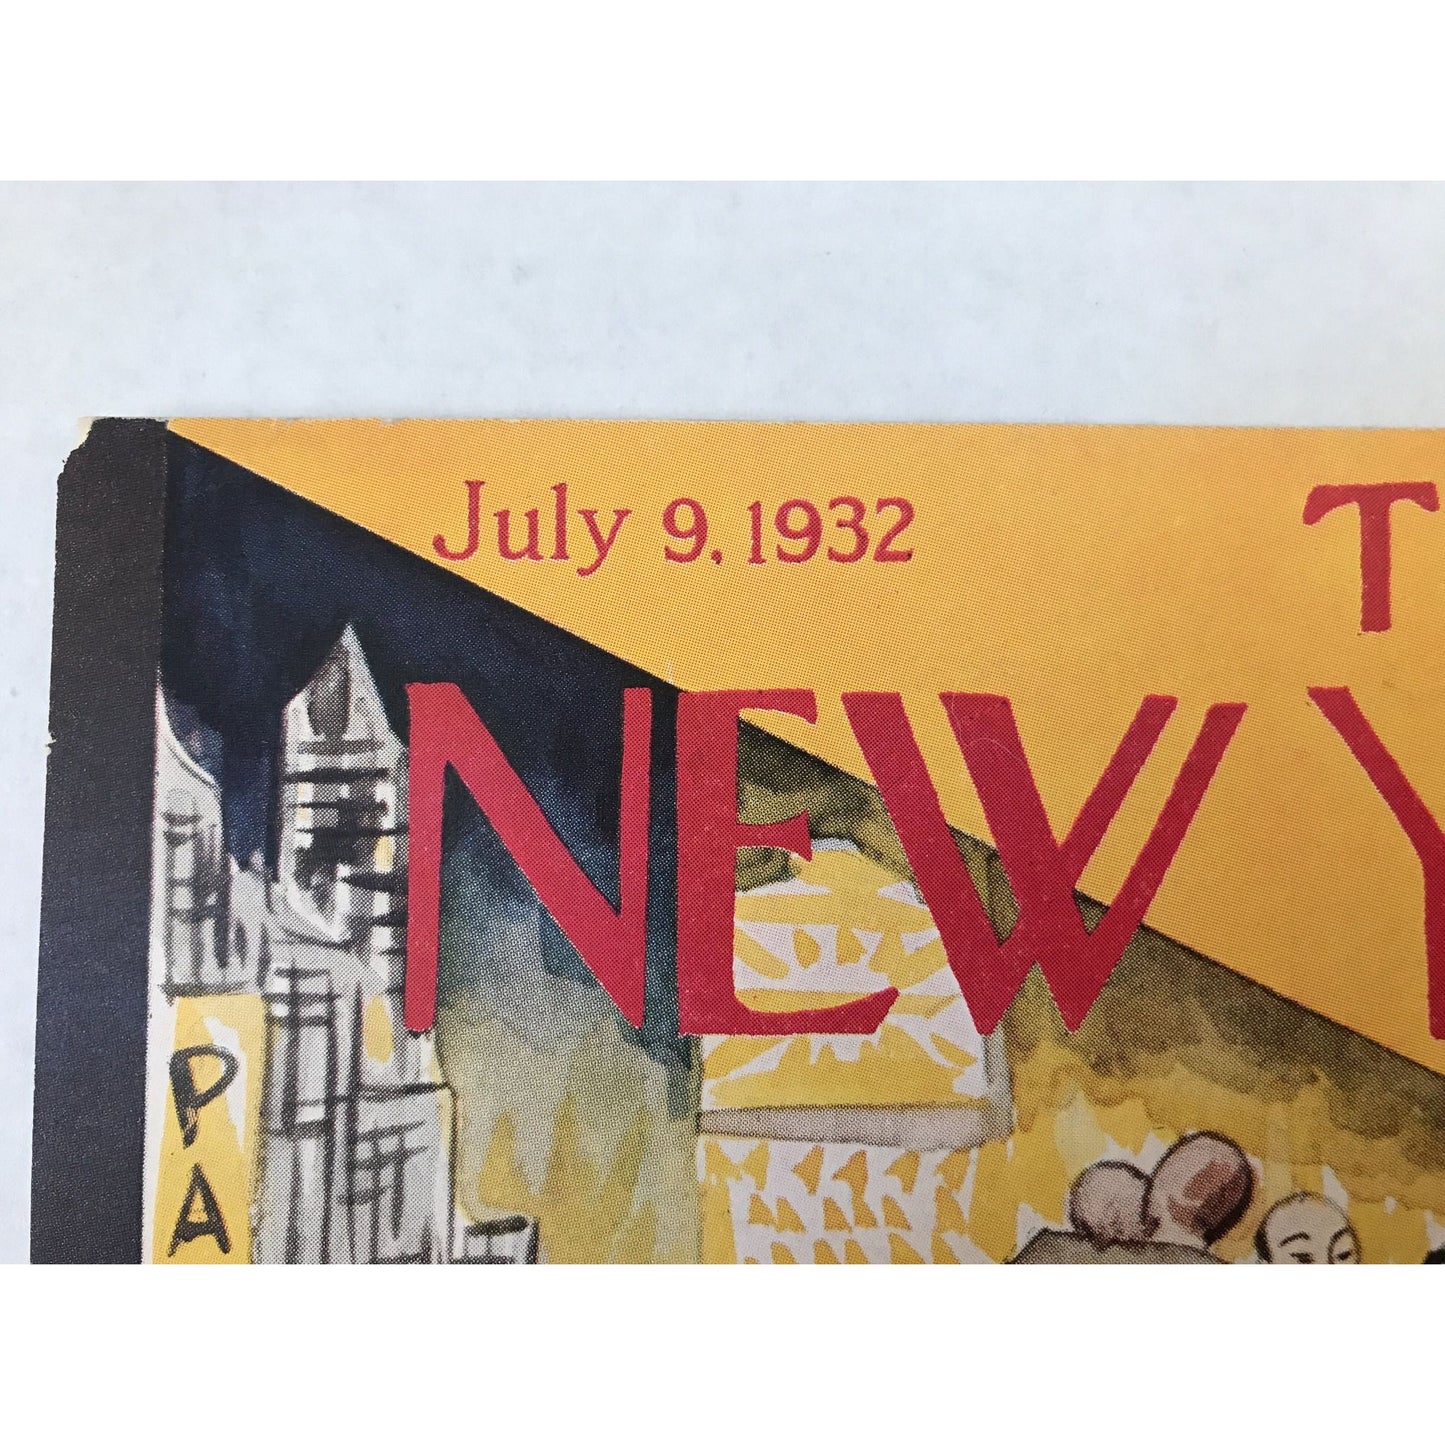 July 9, 1932
T
NEW Y
PA